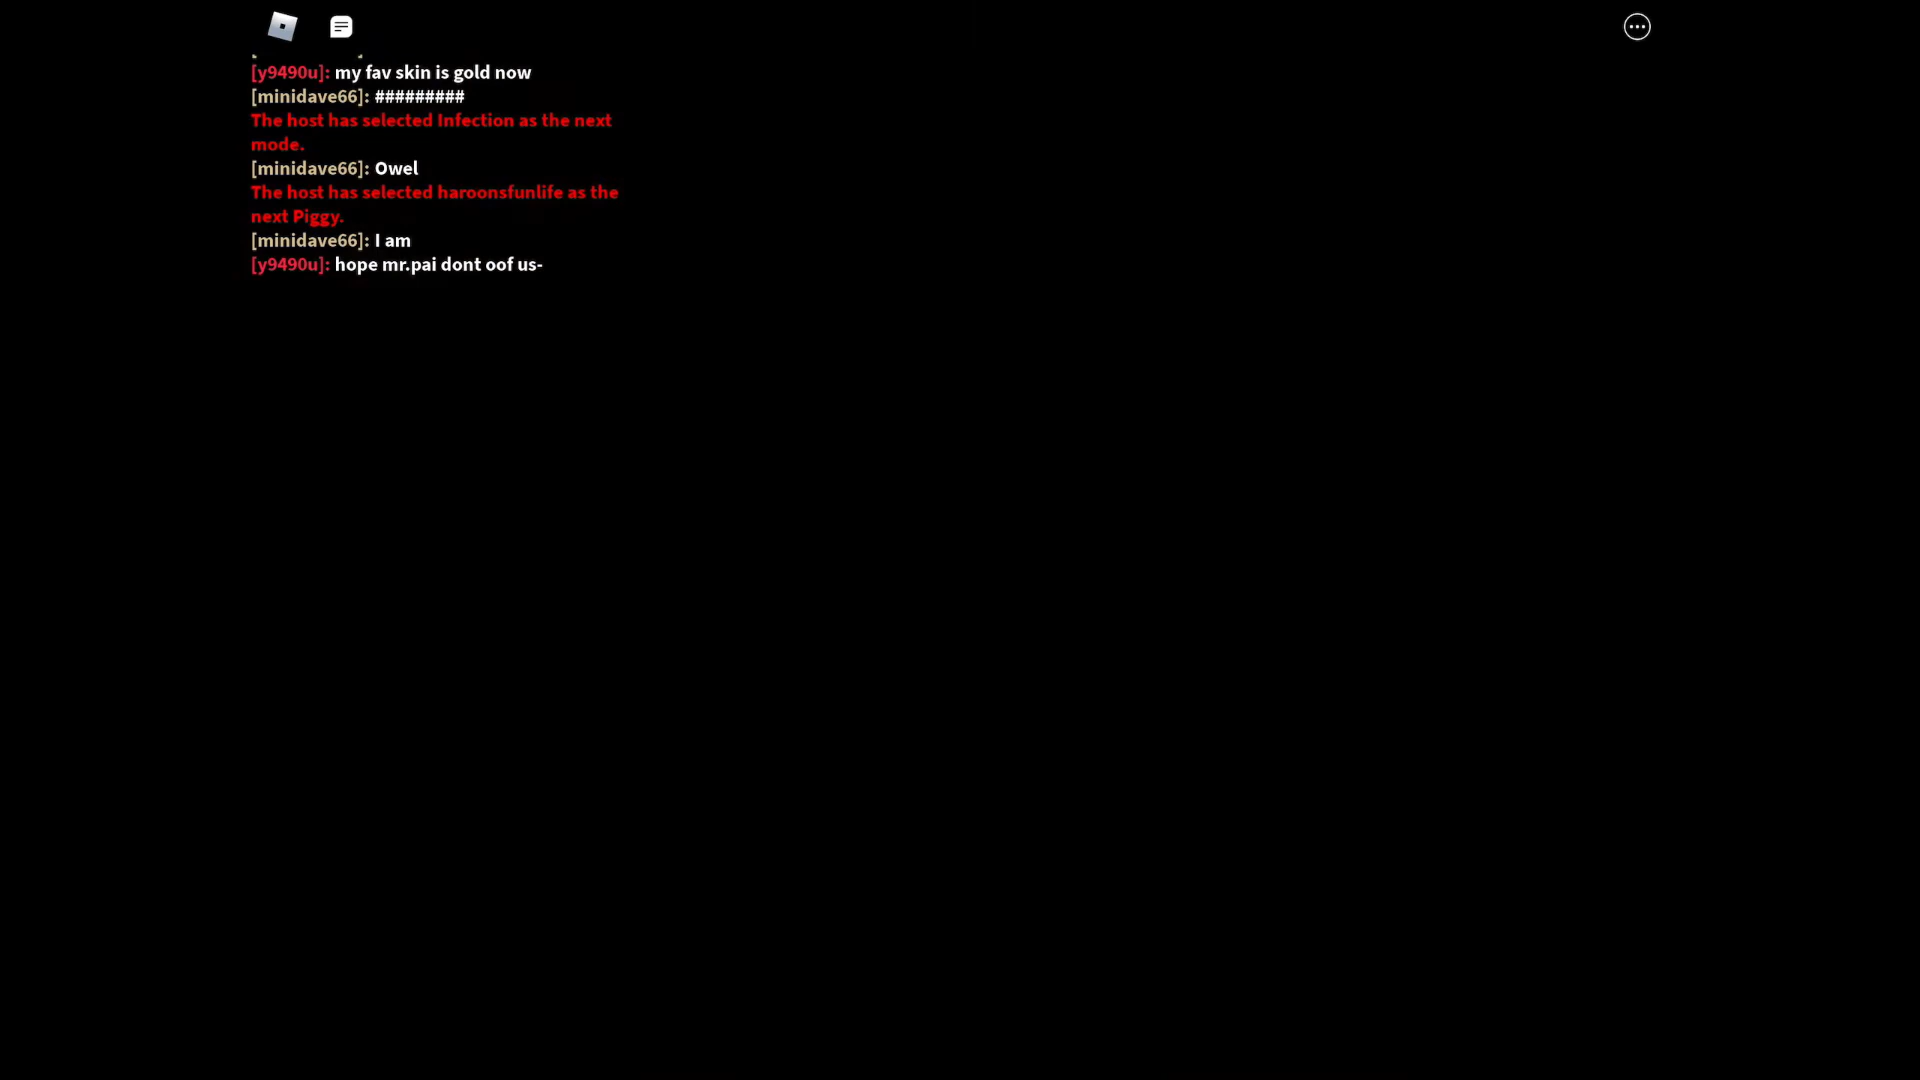 [y9490u]: my fav skin is gold now
[minidave66]: #########
The host has selected Infection as the next
mode.
[minidave66]: Owel
The host has selected haroonsfunlife as the
next Piggy.
[minidave66]: I am
[y9490u]: hope mr.pai dont oof us-